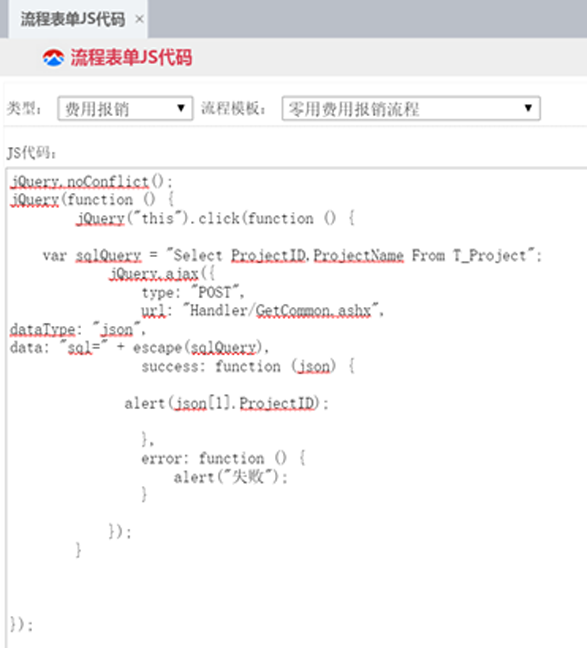 流程表单JS代码 ×
流程表单JS代码
类型： 费用报销 ▼ 流程模板： 零用费用报销流程 ▼
JS代码：
jQuery.noConflict();
jQuery(function () {
jQuery("this").click(function () {
var sqlQuery = "Select ProjectID,ProjectName From T_Project";
jQuery.ajax({
type: "POST",
url: "Handler/GetCommon.ashx",
dataType: "json",
data: "sql=" + escape(sqlQuery),
success: function (json) {
alert(json[1].ProjectID);
},
error: function () {
alert("失败");
}
});
}
});